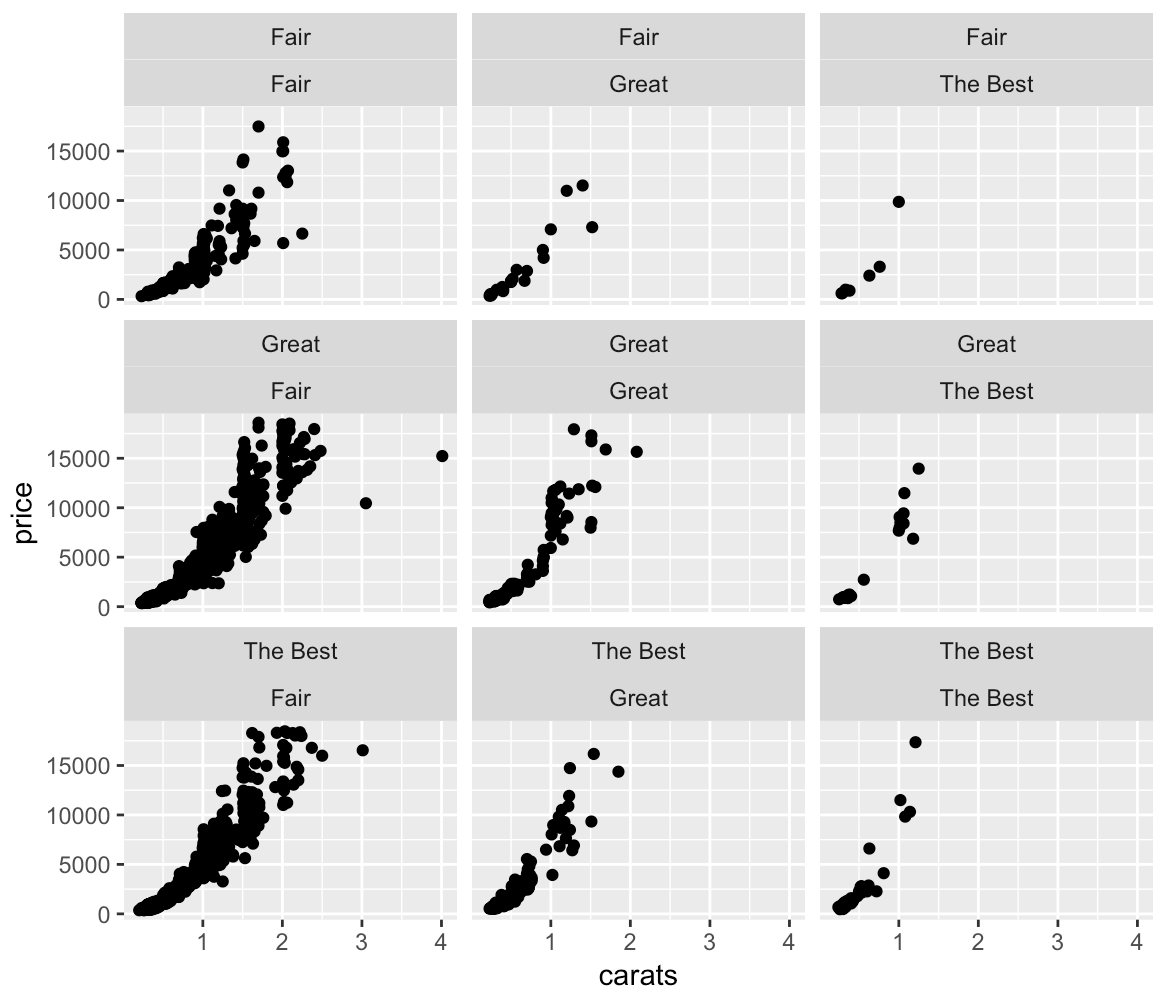 Fair Fair Fair
Fair Great The Best
15000
10000
5000
0
Great Great Great
Fair Great The Best
15000
10000
5000
0
price
The Best The Best The Best
Fair Great The Best
15000
10000
5000
0
1 2 3 4 1 2 3 4 1 2 3 4
carats